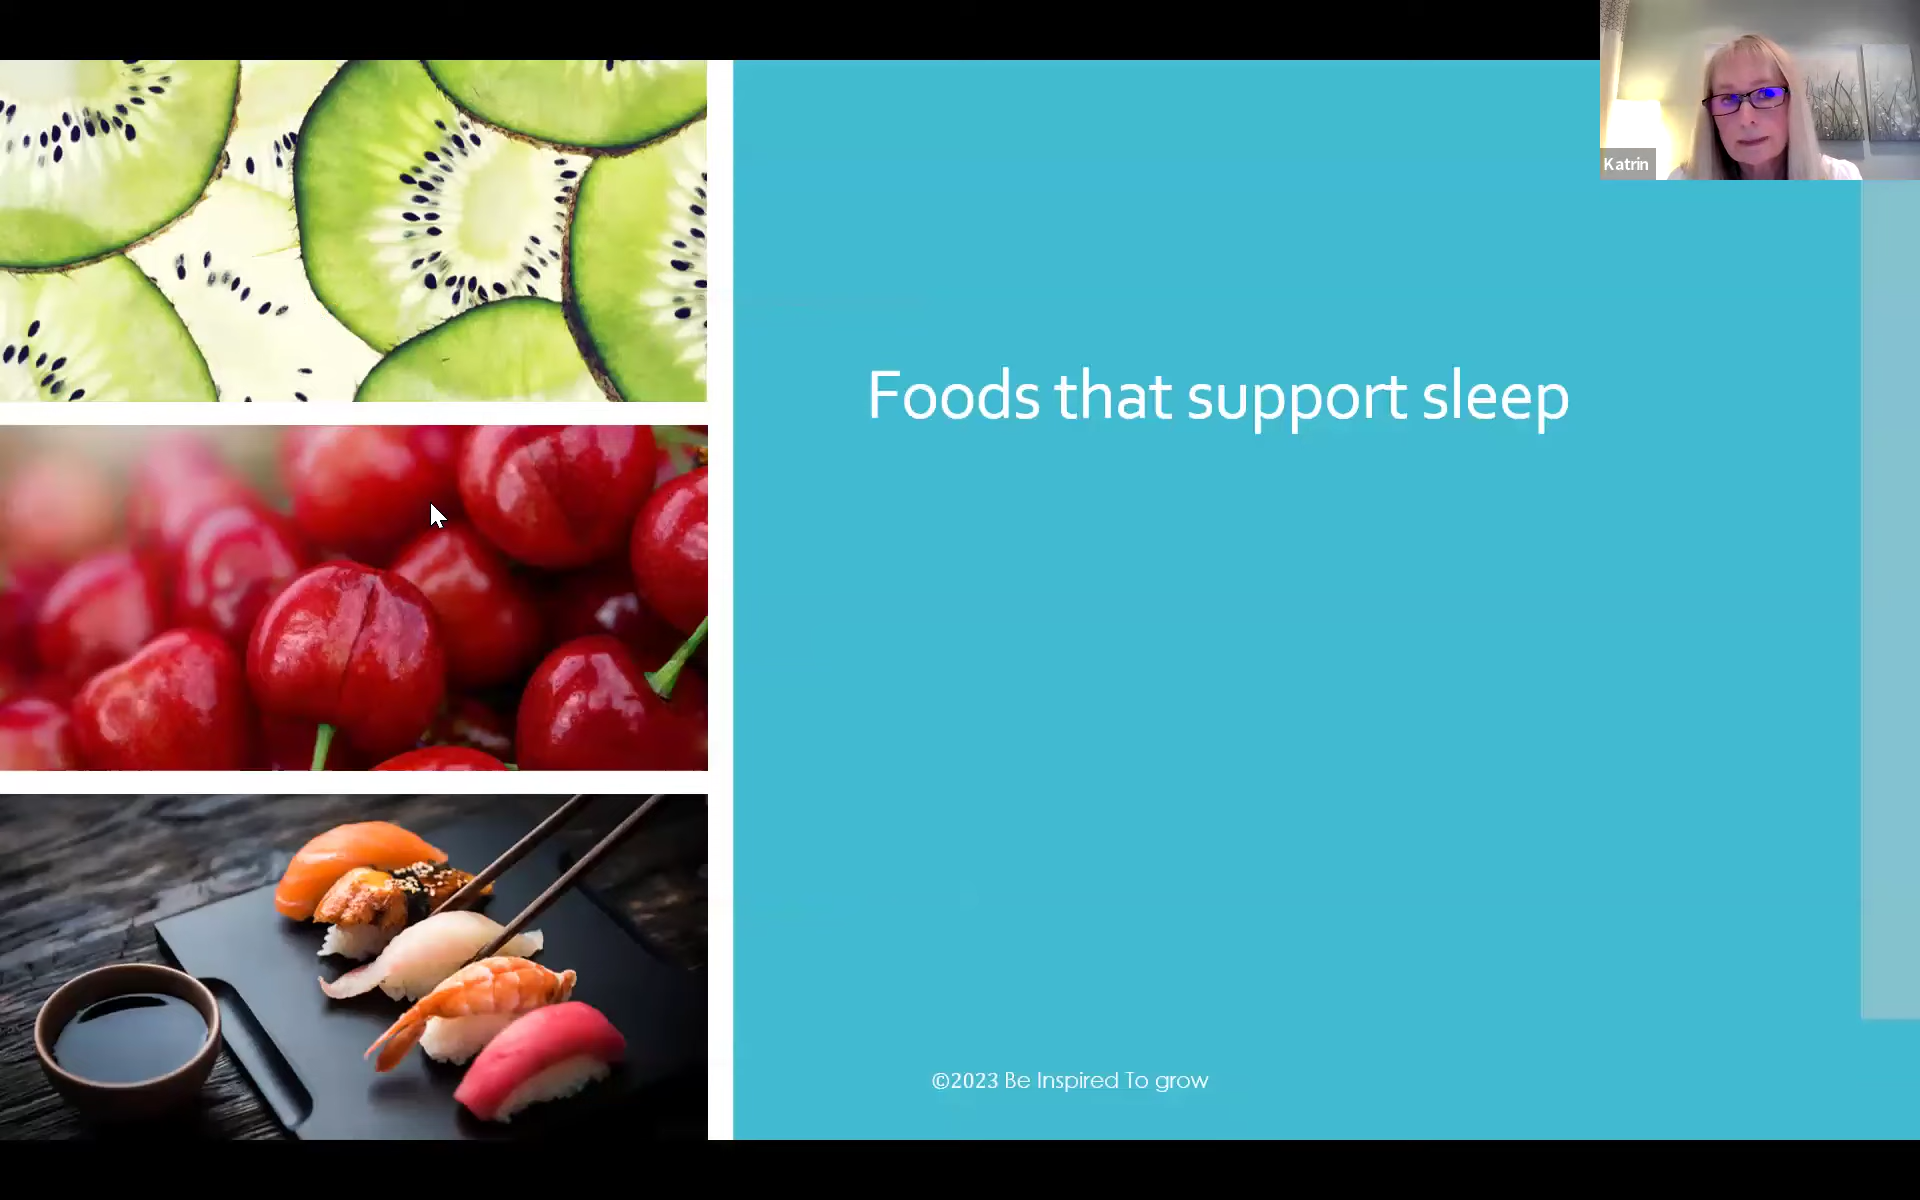 Katrin
Foods that support sleep
©2023 Be Inspired To grow